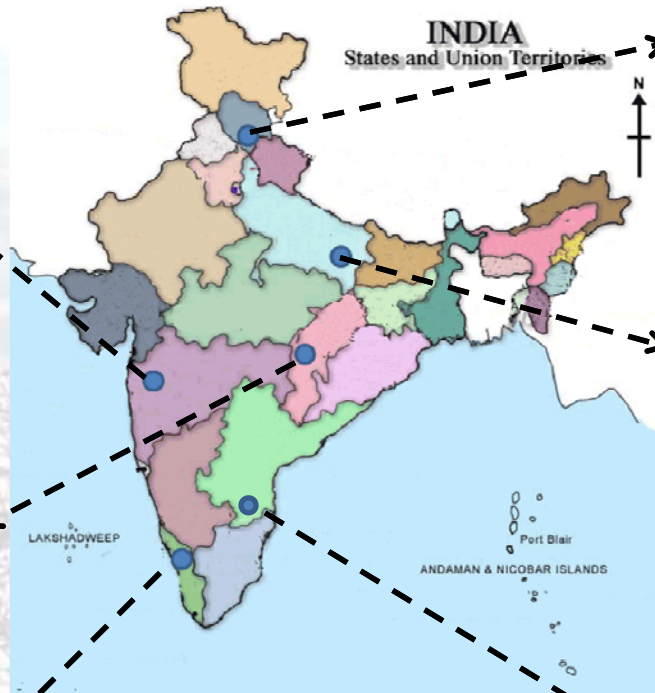 INDIA
States and Union Territories
N
LAKSHADWEEP
Port Blair
ANDAMAN & NICOBAR ISLANDS